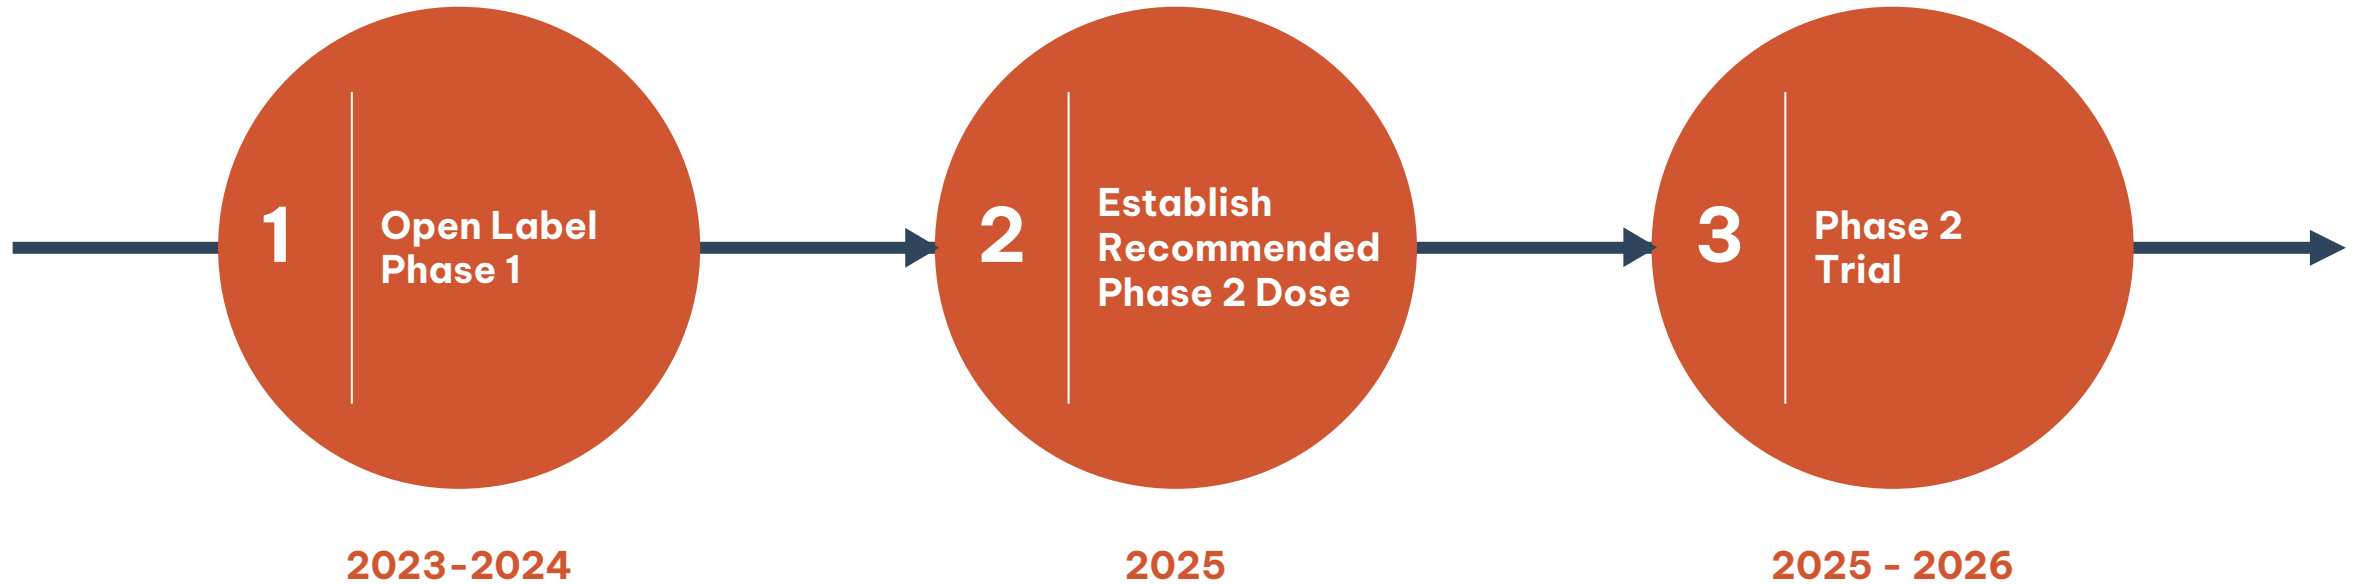 1
Open Label
Phase 1
2
Establish
Recommended
Phase 2 Dose
3
Phase 2
Trial
2023-2024
2025
2025 - 2026